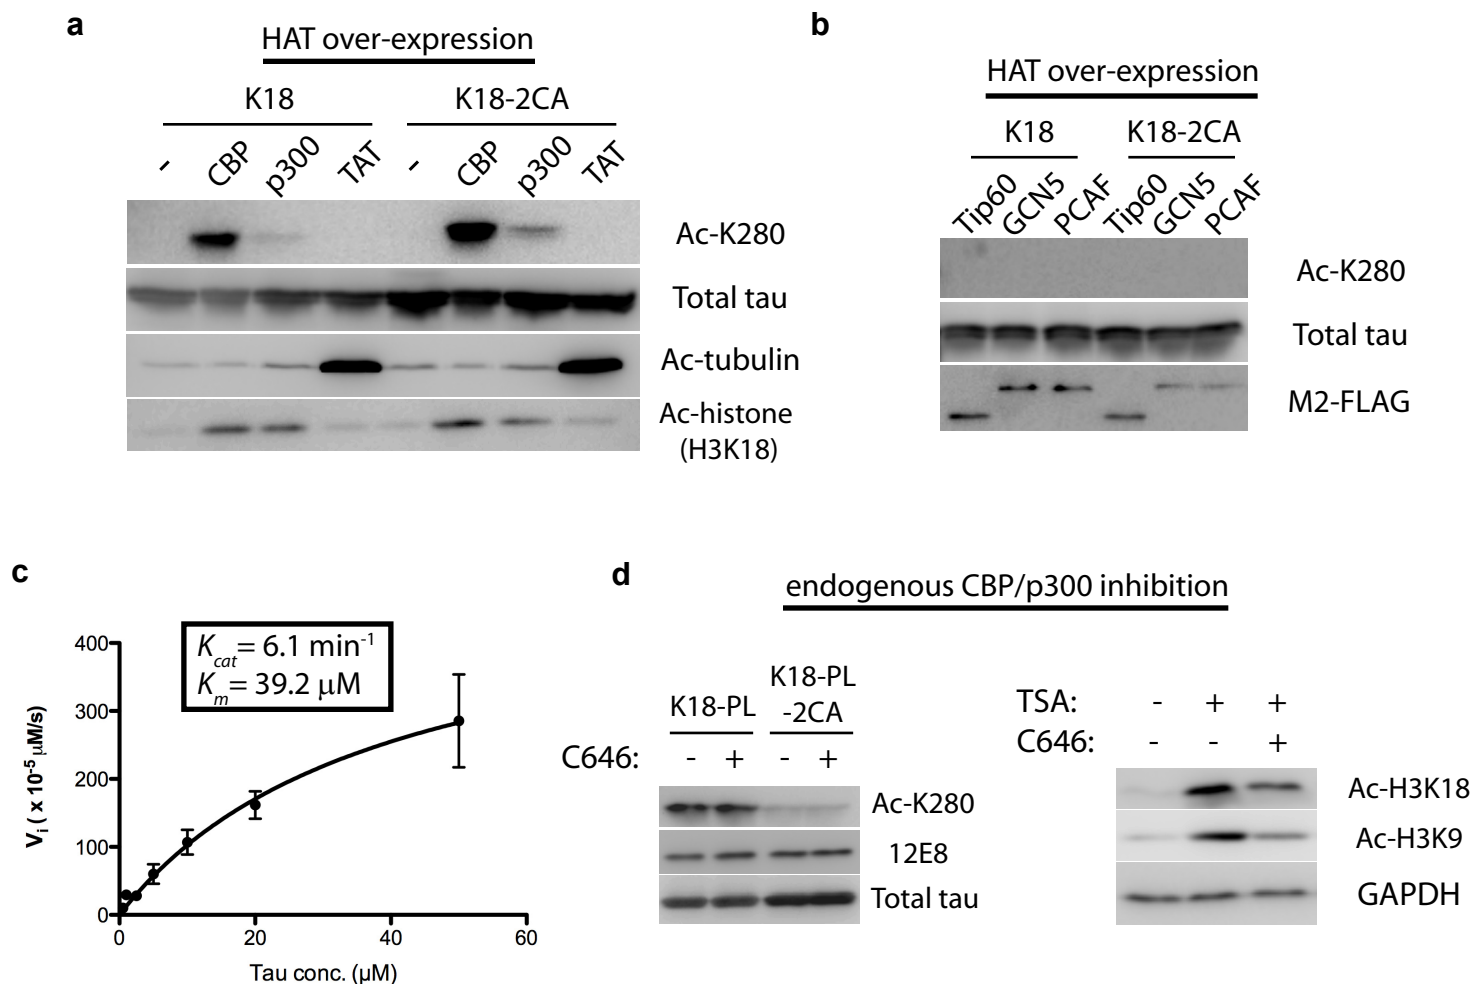 a
HAT over-expression
K18 K18-2CA
- CBP p300 TAT - CBP p300 TAT
Ac-K280
Total tau
Ac-tubulin
Ac-histone
(H3K18)
b
HAT over-expression
K18 K18-2CA
Tip60 GCN5 PCAF Tip60 GCN5 PCAF
Ac-K280
Total tau
M2-FLAG
c
Kcat= 6.1 min-1
Km= 39.2 μM
Vi ( x 10-5 μM/s)
400
300
200
100
0
0 20 40 60
Tau conc. (μM)
d
endogenous CBP/p300 inhibition
K18-PL K18-PL
-2CA
C646: - + - +
Ac-K280
12E8
Total tau
TSA: - + +
C646: - - +
Ac-H3K18
Ac-H3K9
GAPDH